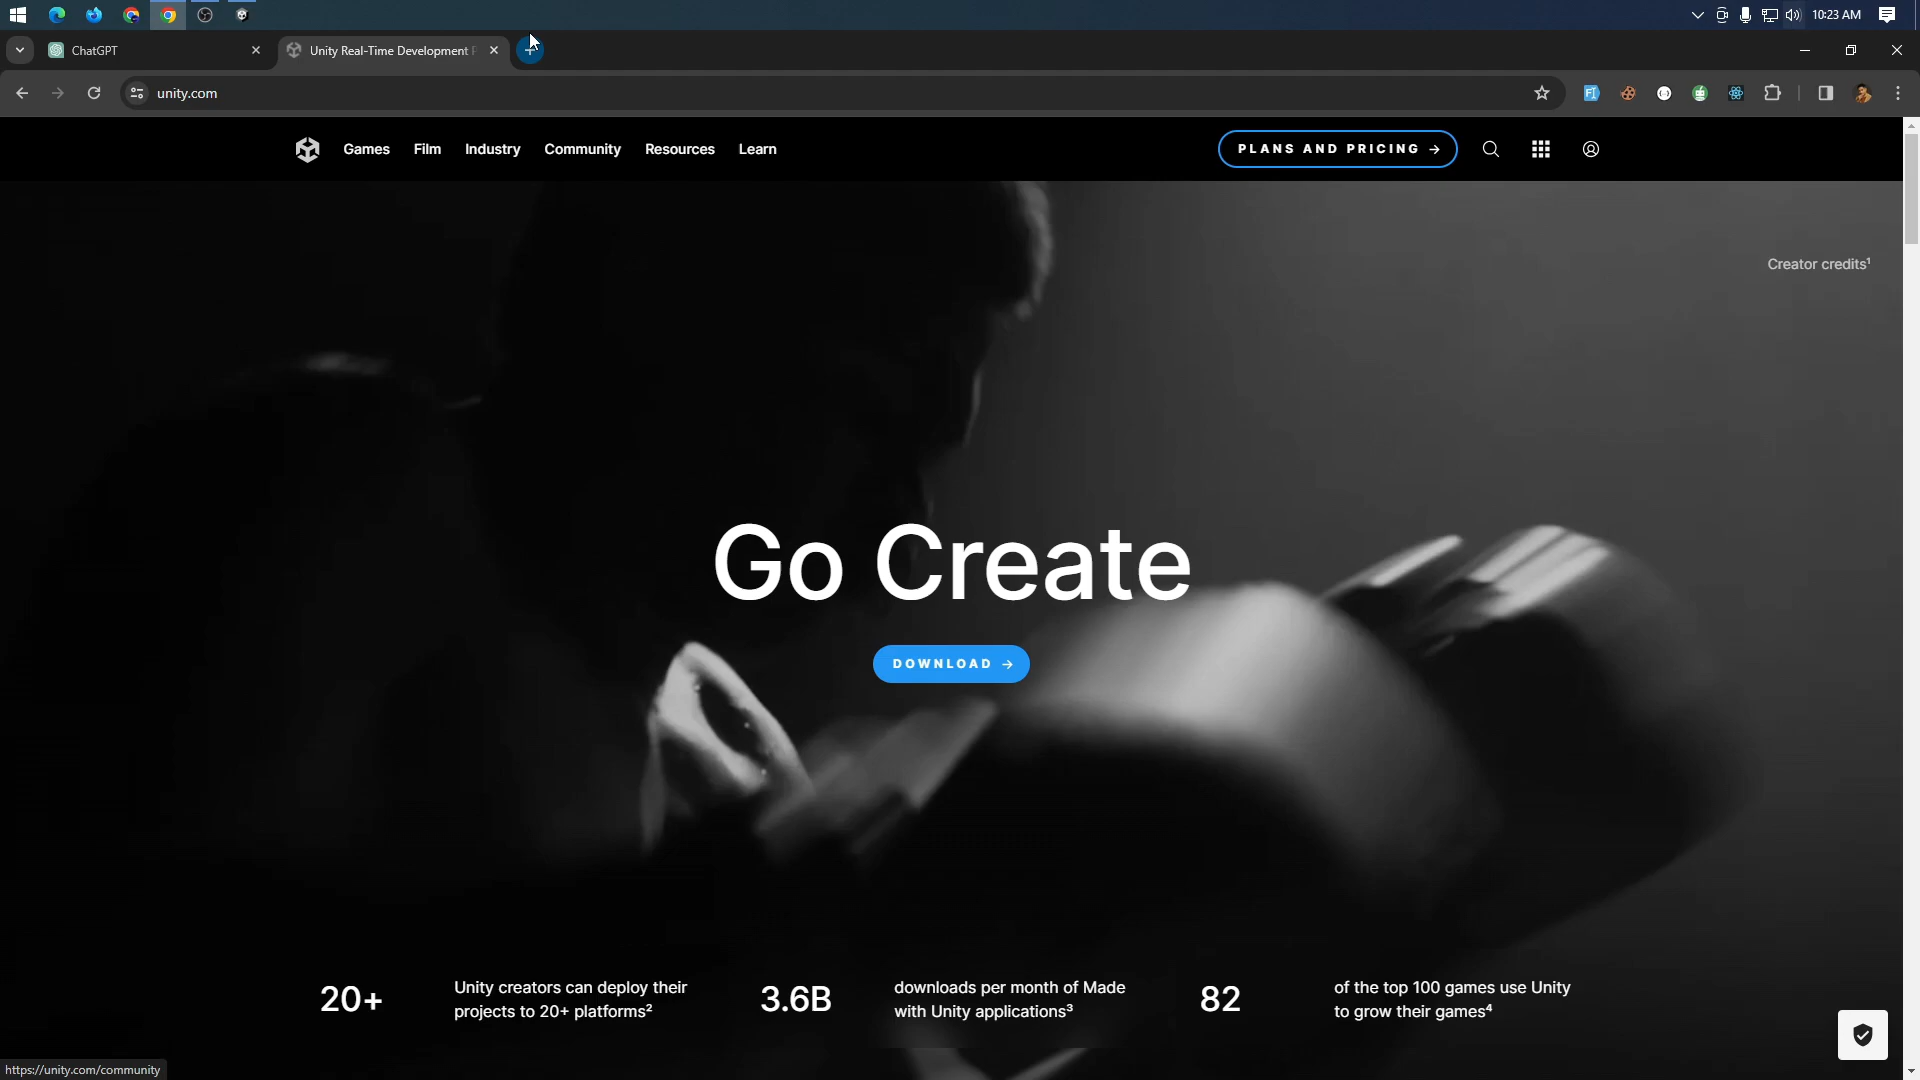 10:23 AM
ChatGPT
Unity Real-Time Development
unity.com
Games
Film
Industry
Community
Resources
Learn
PLANS AND PRICING →
Creator credits¹
Go Create
DOWNLOAD →
20+
Unity creators can deploy their
projects to 20+ platforms²
3.6B
downloads per month of Made
with Unity applications³
82
of the top 100 games use Unity
to grow their games⁴
https://unity.com/community